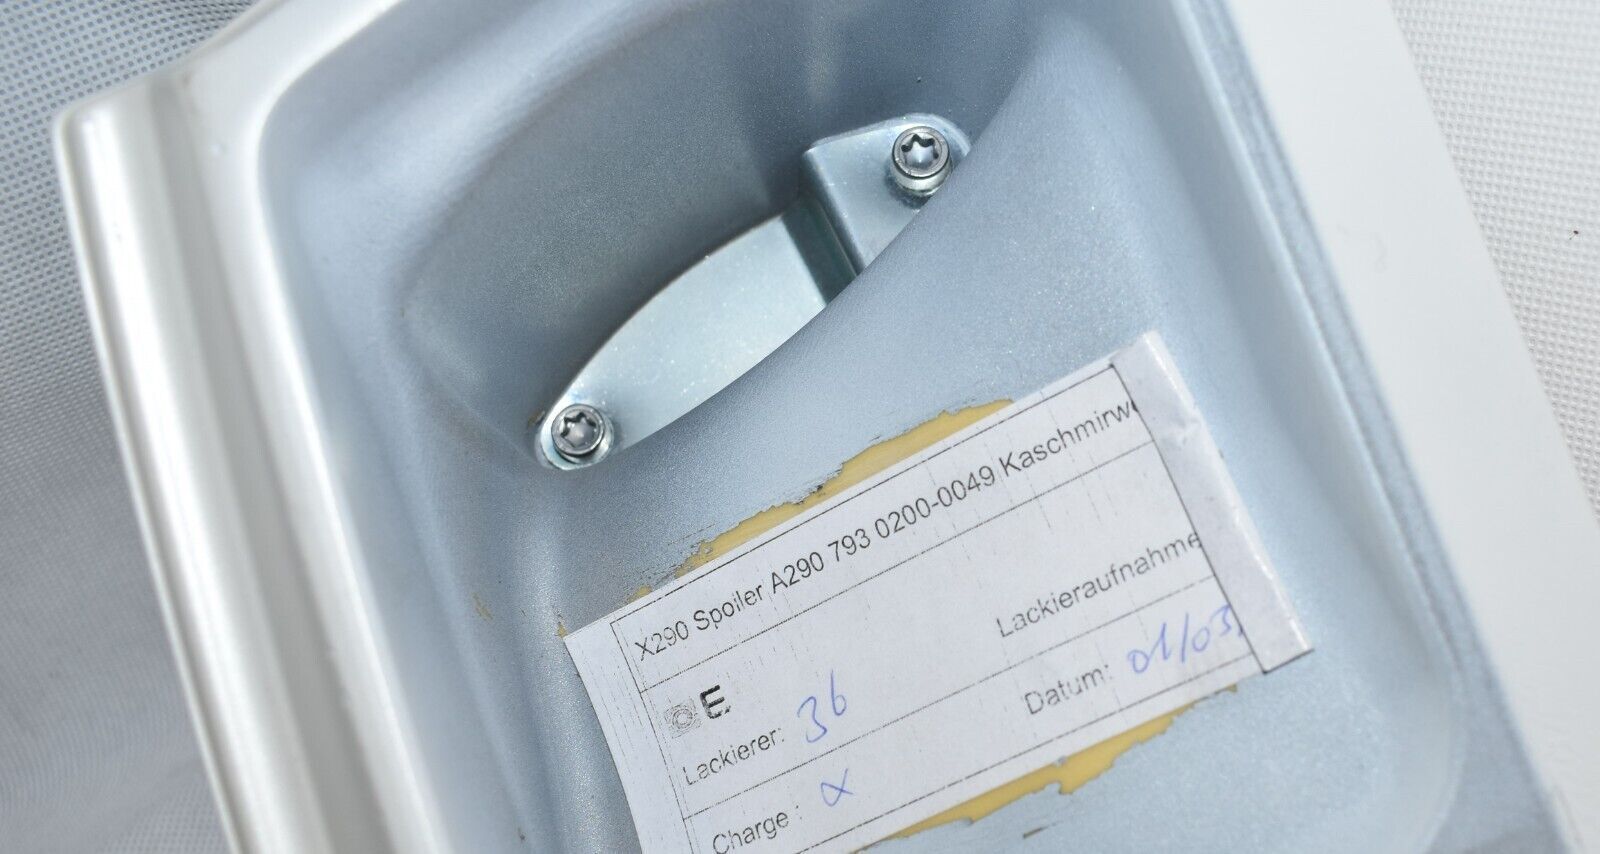 X290 Spoiler A290 793 0200-0049 Kaschmirw
E Lackieraufnahme
Lackierer: 36 Datum: 01/03,
Charge : α